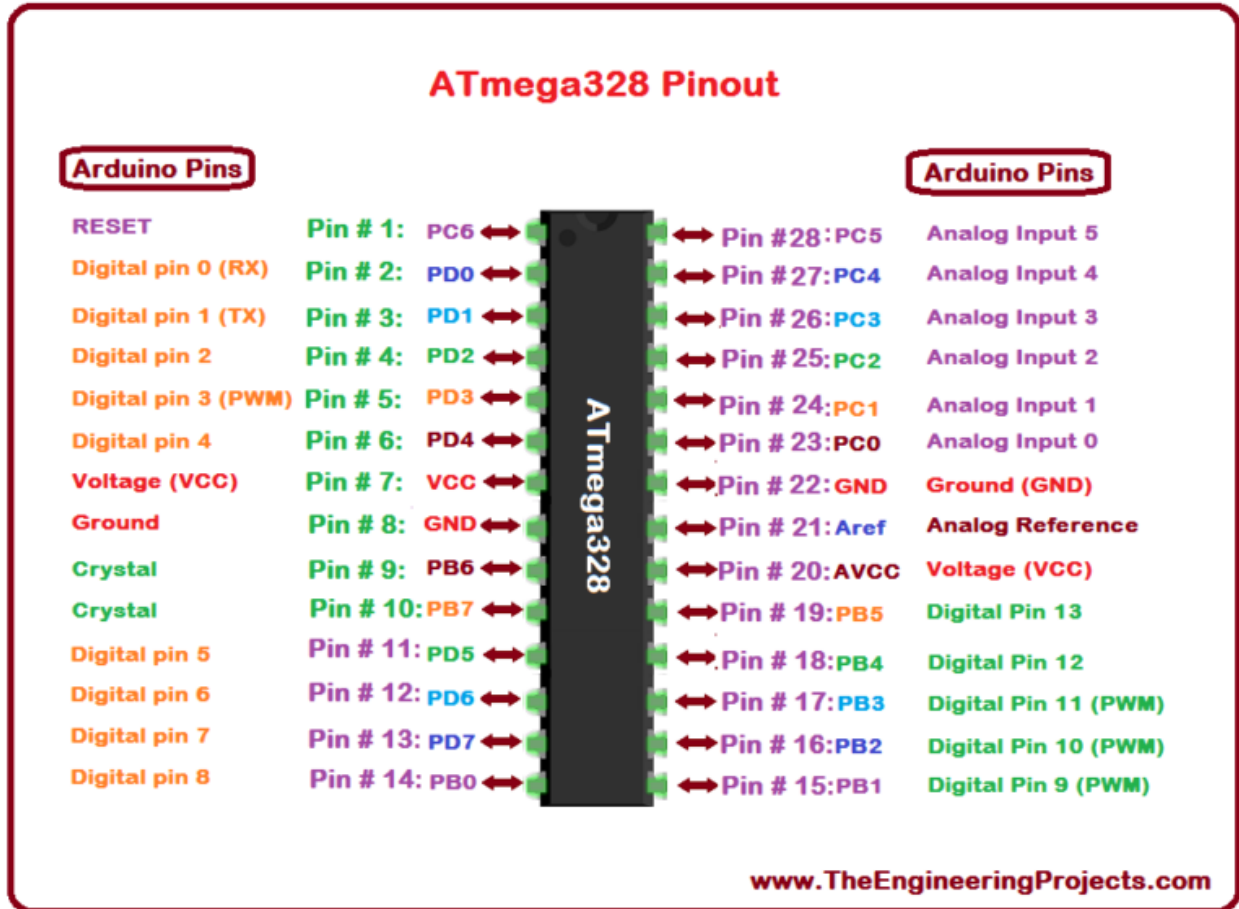 ATmega328 Pinout
Arduino Pins
Arduino Pins
RESET Pin # 1: PC6 Pin #28: PC5 Analog Input 5
Digital pin 0 (RX) Pin # 2: PD0 Pin # 27: PC4 Analog Input 4
Digital pin 1 (TX) Pin # 3: PD1 Pin # 26: PC3 Analog Input 3
Digital pin 2 Pin # 4: PD2 Pin # 25: PC2 Analog Input 2
Digital pin 3 (PWM) Pin # 5: PD3 Pin # 24: PC1 Analog Input 1
Digital pin 4 Pin # 6: PD4 Pin # 23: PC0 Analog Input 0
Voltage (VCC) Pin # 7: VCC Pin # 22: GND Ground (GND)
Ground Pin # 8: GND Pin # 21: Aref Analog Reference
Crystal Pin # 9: PB6 Pin # 20: AVCC Voltage (VCC)
Crystal Pin # 10: PB7 Pin # 19: PB5 Digital Pin 13
Digital pin 5 Pin # 11: PD5 Pin # 18: PB4 Digital Pin 12
Digital pin 6 Pin # 12: PD6 Pin # 17: PB3 Digital Pin 11 (PWM)
Digital pin 7 Pin # 13: PD7 Pin # 16: PB2 Digital Pin 10 (PWM)
Digital pin 8 Pin # 14: PB0 Pin # 15: PB1 Digital Pin 9 (PWM)
ATmega328
www.TheEngineeringProjects.com